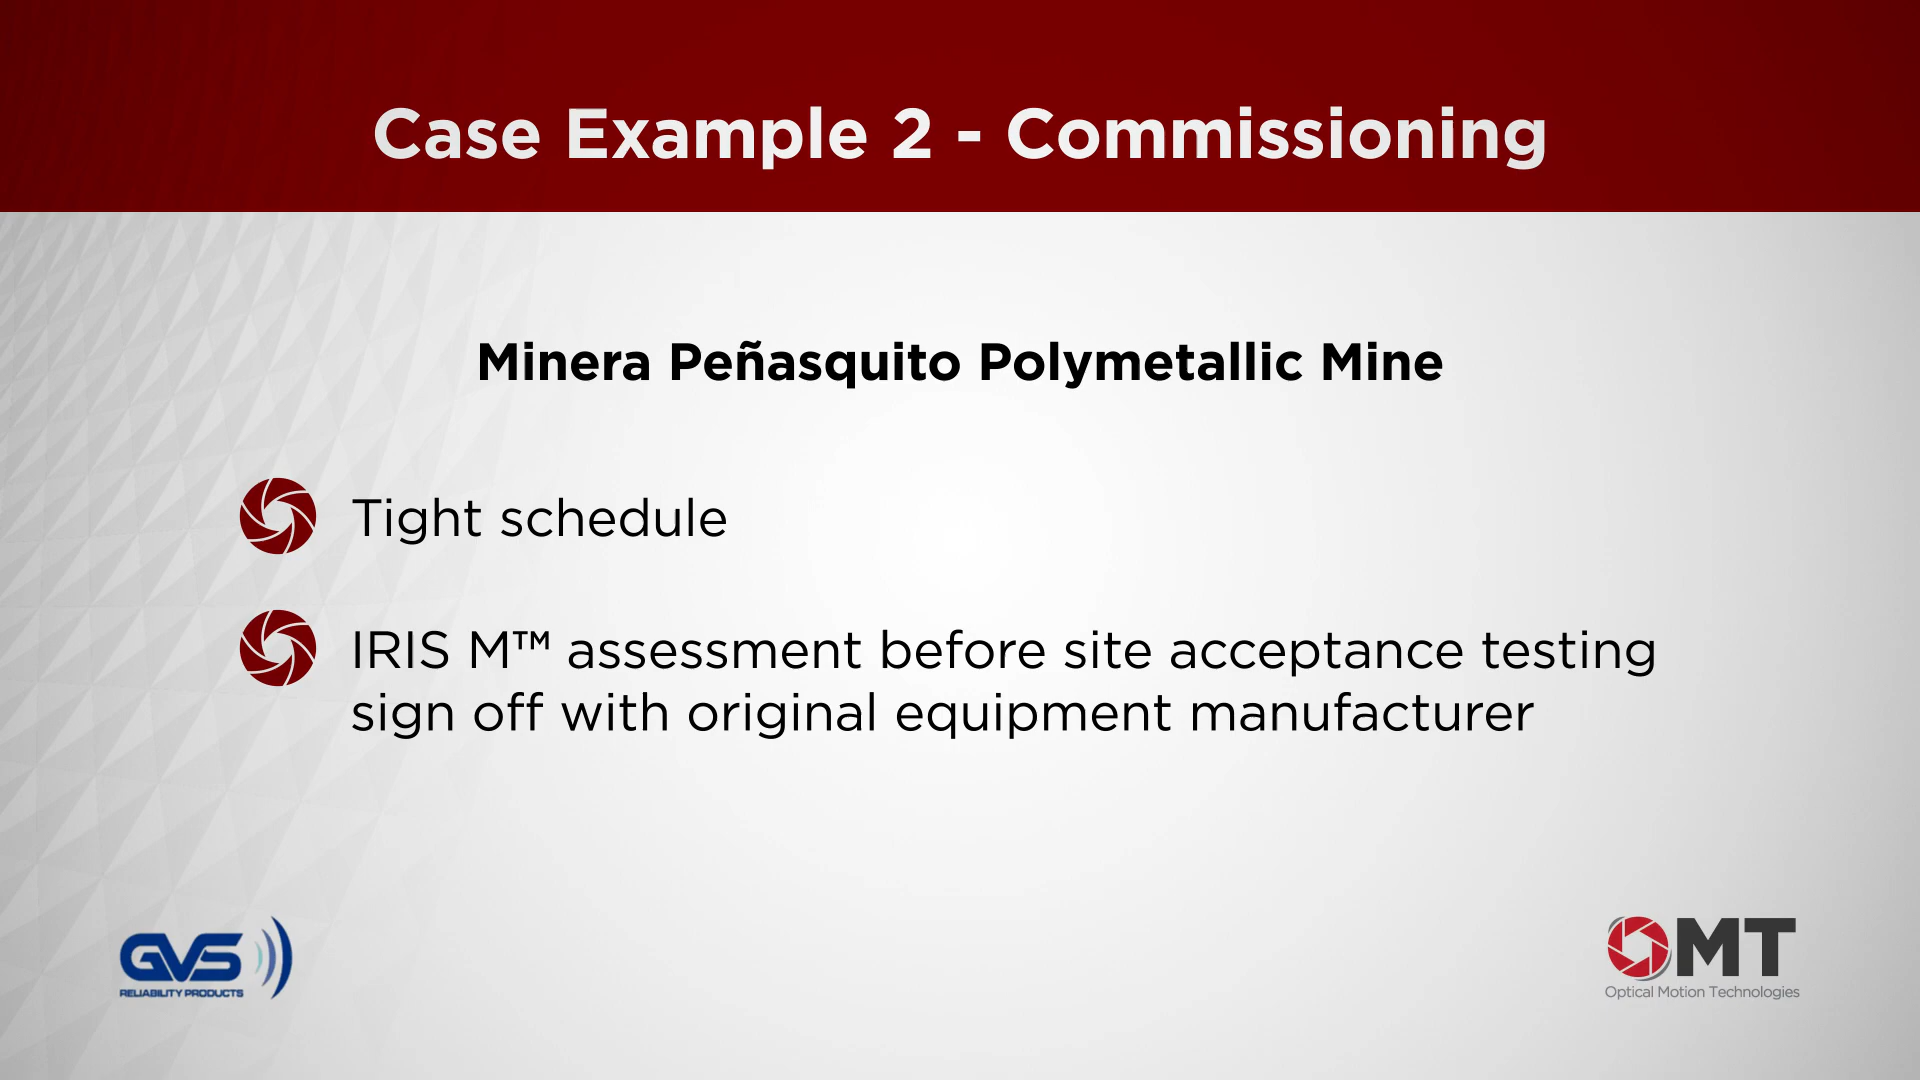 Case Example 2 - Commissioning
Minera Peñasquito Polymetallic Mine
Tight schedule
IRIS M™ assessment before site acceptance testing
sign off with original equipment manufacturer
GVS
RELIABILITY PRODUCTS
OMT
Optical Motion Technologies